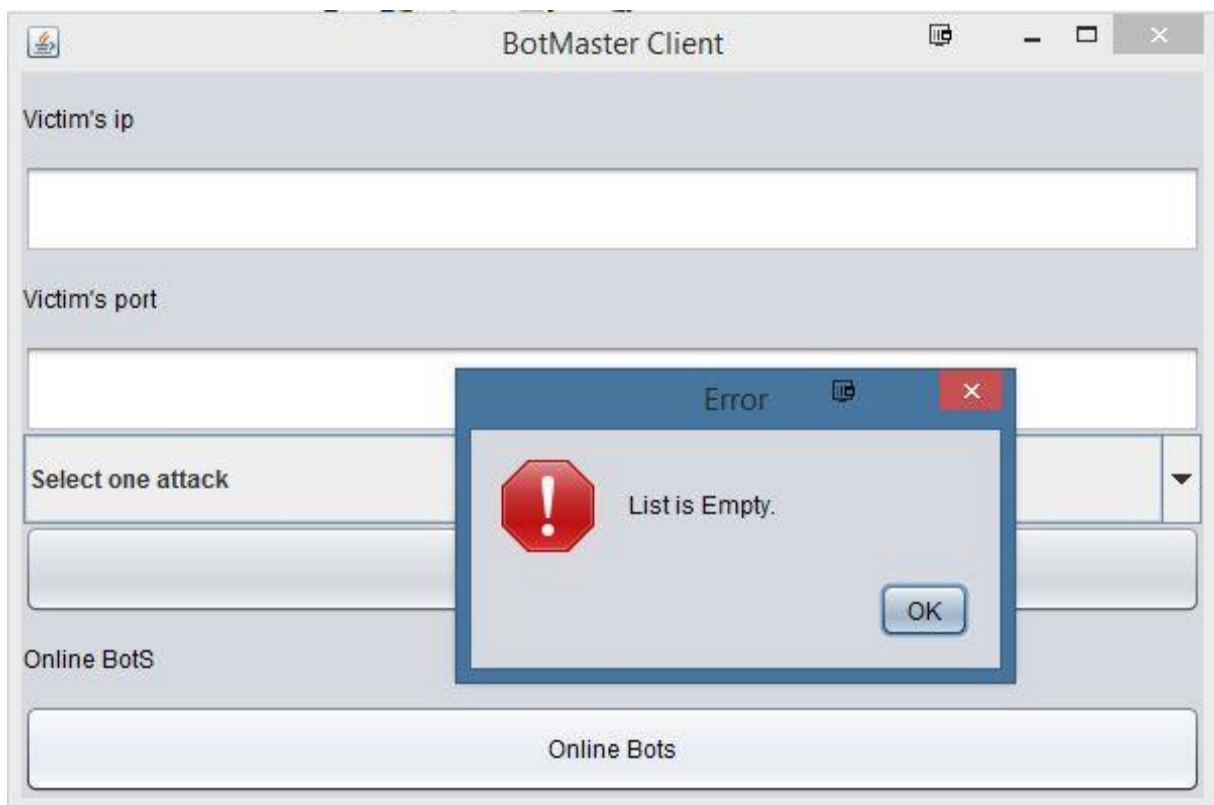 BotMaster Client
Victim's ip
Victim's port
Error
Select one attack
List is Empty.
OK
Online BotS
Online Bots